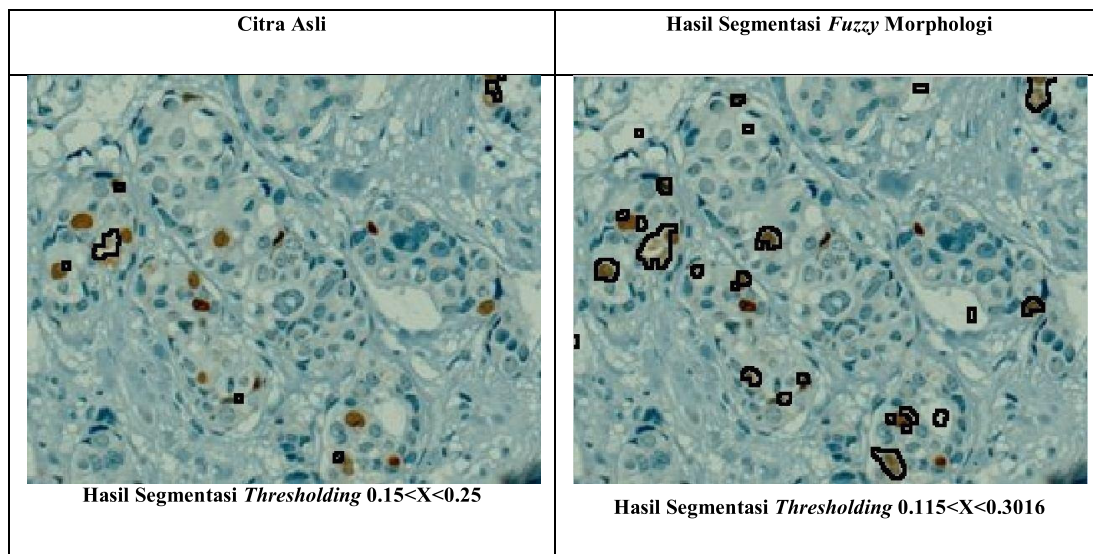 Citra Asli
Hasil Segmentasi Fuzzy Morphologi
Hasil Segmentasi Thresholding 0.15<X<0.25
Hasil Segmentasi Thresholding 0.115<X<0.3016